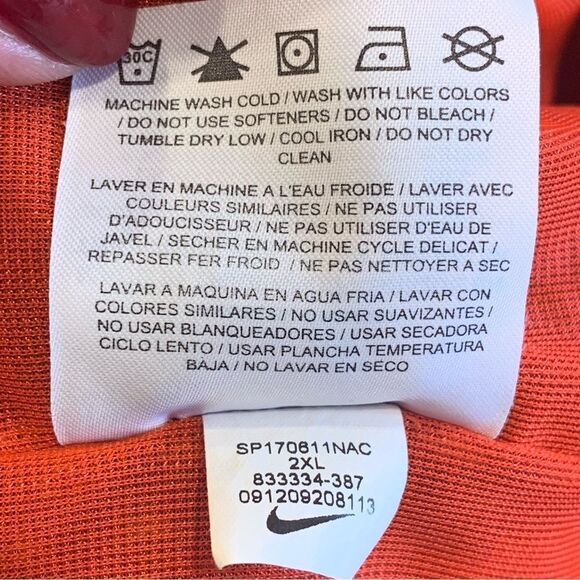 30C
MACHINE WASH COLD / WASH WITH LIKE COLORS
/ DO NOT USE SOFTENERS / DO NOT BLEACH /
TUMBLE DRY LOW / COOL IRON / DO NOT DRY
CLEAN
LAVER EN MACHINE A L'EAU FROIDE / LAVER AVEC
COULEURS SIMILAIRES / NE PAS UTILISER
D'ADOUCISSEUR / NE PAS UTILISER D'EAU DE
JAVEL / SECHER EN MACHINE CYCLE DELICAT /
REPASSER FER FROID / NE PAS NETTOYER A SEC
LAVAR A MAQUINA EN AGUA FRIA / LAVAR CON
COLORES SIMILARES / NO USAR SUAVIZANTES /
NO USAR BLANQUEADORES / USAR SECADORA
CICLO LENTO / USAR PLANCHA TEMPERATURA
BAJA / NO LAVAR EN SECO
SP170611NAC
2XL
833334-387
091209208113